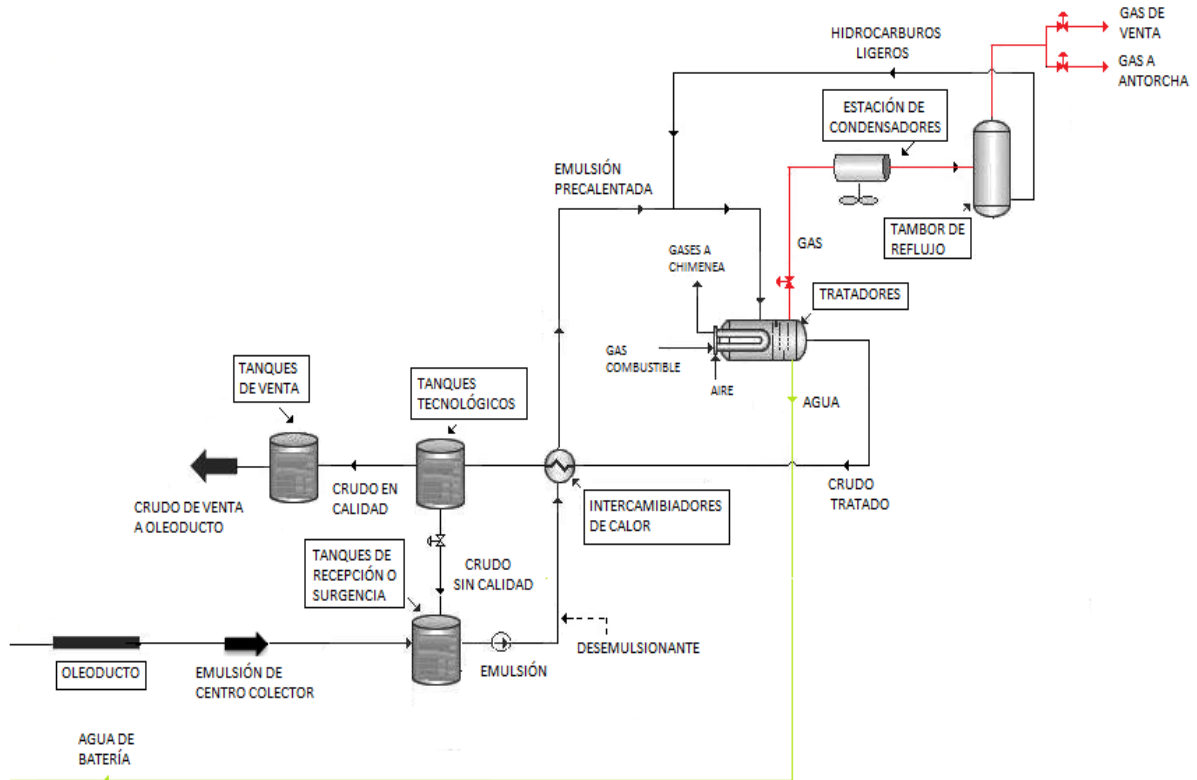 GAS DE
VENTA
GAS A
ANTORCHA
HIDROCARBUROS
LIGEROS
ESTACIÓN DE
CONDENSADORES
EMULSIÓN
PRECALENTADA
TAMBOR DE
REFLUJO
GAS
GASES A
CHIMENEA
TRATADORES
GAS
COMBUSTIBLE
AIRE
AGUA
TANQUES
DE VENTA
TANQUES
TECNOLÓGICOS
CRUDO DE VENTA
A OLEODUCTO
CRUDO EN
CALIDAD
INTERCAMBIADORES
DE CALOR
CRUDO
TRATADO
TANQUES DE
RECEPCIÓN O
SURGENCIA
CRUDO
SIN CALIDAD
DESEMULSIONANTE
OLEODUCTO
EMULSIÓN DE
CENTRO COLECTOR
EMULSIÓN
AGUA DE
BATERÍA